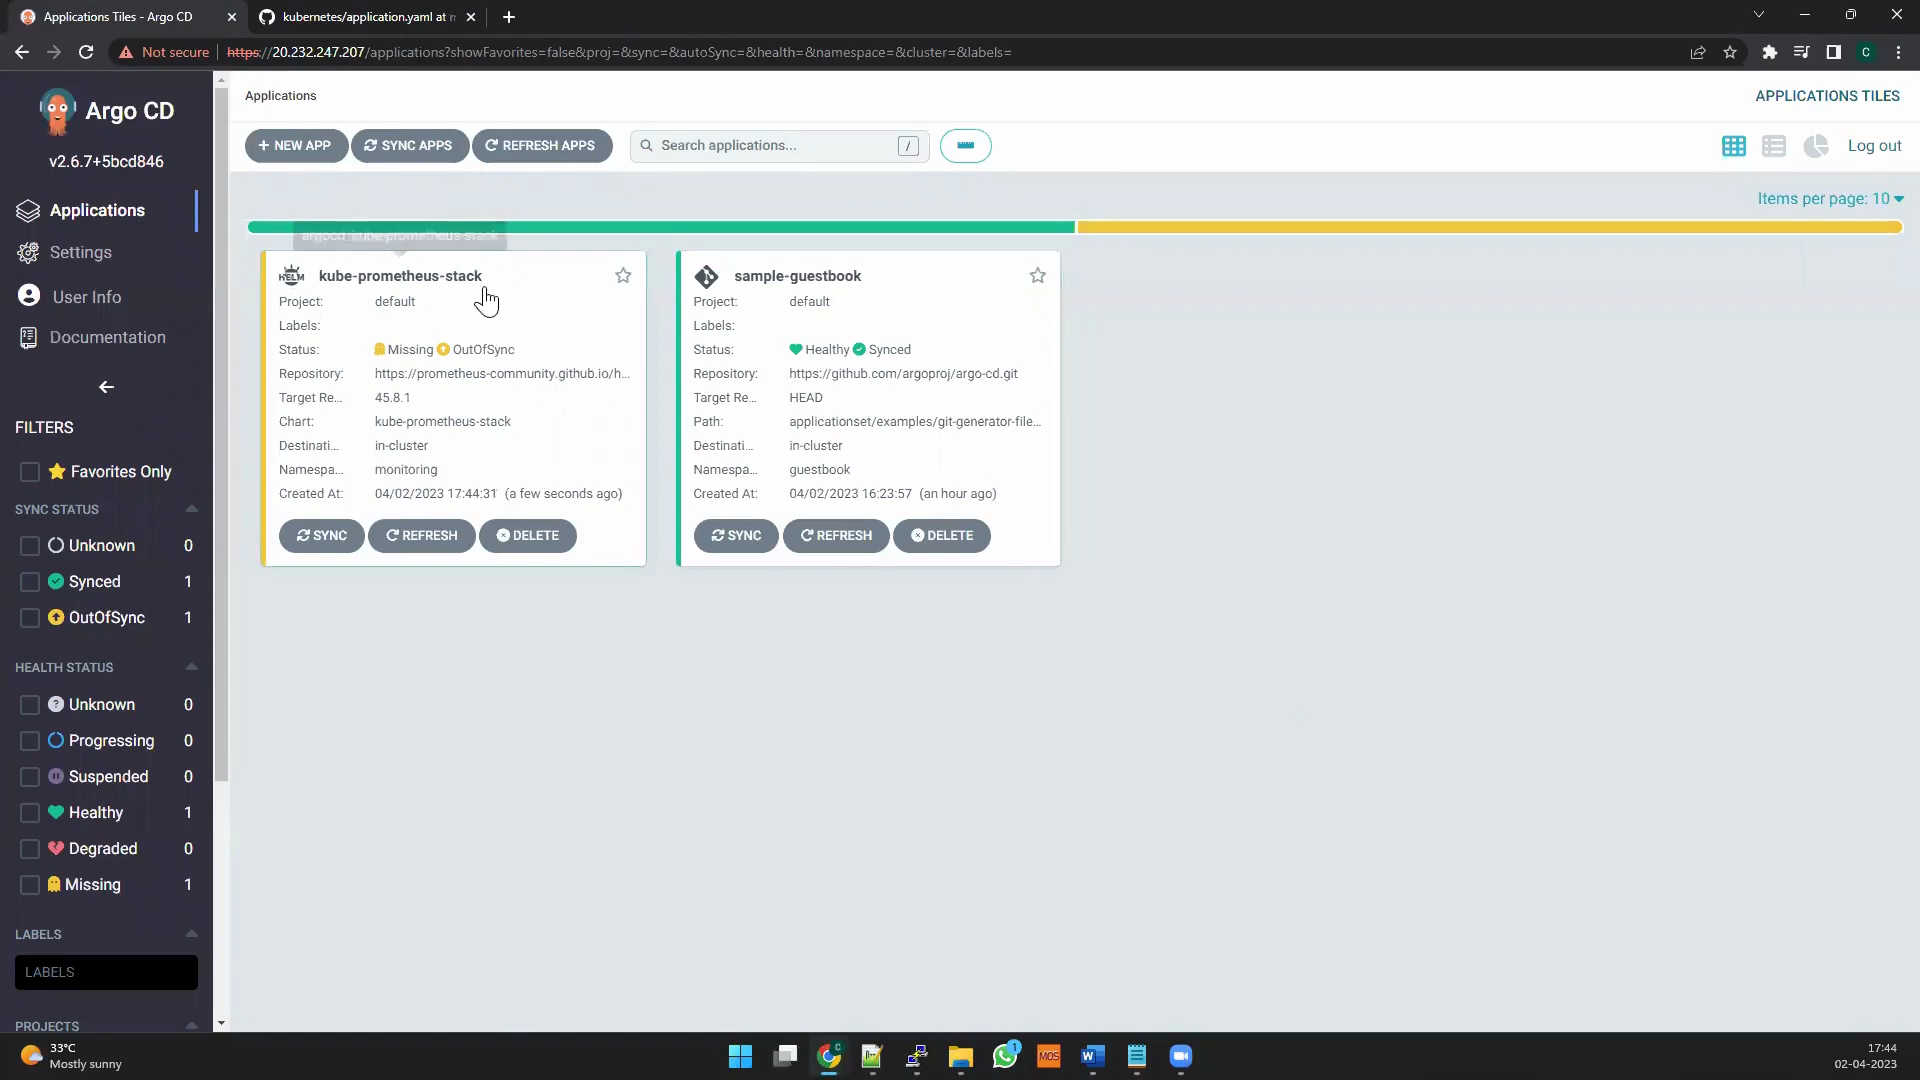 Applications Tiles - Argo CD
kubernetes/application.yaml at m
Not secure
https://20.232.247.207/applications?showFavorites=false&proj=&sync=&autoSync=&health=&namespace=&cluster=&labels=
C
Argo CD
v2.6.7+5bcd846
Applications
Settings
User Info
Documentation
FILTERS
Favorites Only
SYNC STATUS
Unknown 0
Synced 1
OutOfSync 1
HEALTH STATUS
Unknown 0
Progressing 0
Suspended 0
Healthy 1
Degraded 0
Missing 1
LABELS
LABELS
PROJECTS
Applications
APPLICATIONS TILES
+ NEW APP
SYNC APPS
REFRESH APPS
Search applications...
/
Log out
Items per page: 10
argocd_kube-prometheus-stack
HELM
kube-prometheus-stack
Project: default
Labels:
Status: Missing OutOfSync
Repository: https://prometheus-community.github.io/h...
Target Re... 45.8.1
Chart: kube-prometheus-stack
Destinati... in-cluster
Namespa... monitoring
Created At: 04/02/2023 17:44:31 (a few seconds ago)
SYNC
REFRESH
DELETE
sample-guestbook
Project: default
Labels:
Status: Healthy Synced
Repository: https://github.com/argoproj/argo-cd.git
Target Re... HEAD
Path: applicationset/examples/git-generator-file...
Destinati... in-cluster
Namespa... guestbook
Created At: 04/02/2023 16:23:57 (an hour ago)
SYNC
REFRESH
DELETE
33°C
Mostly sunny
1
MOS
W
17:44
02-04-2023